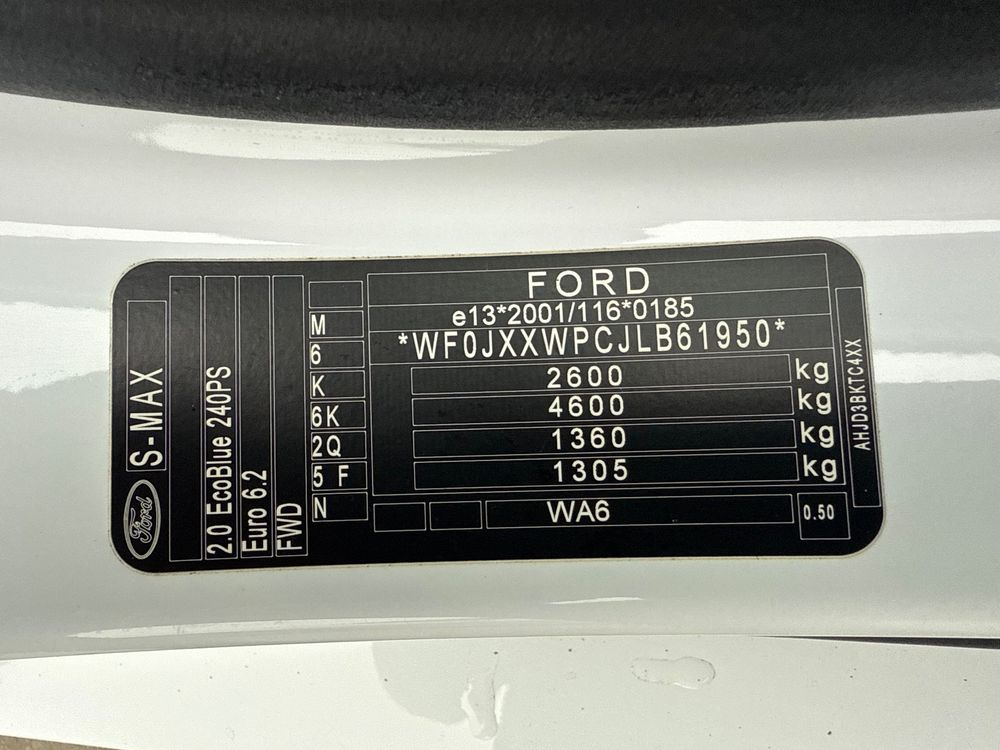 FORD
e13*2001/116*0185
*WF0JXXWPCJLB61950*
2600 kg
4600 kg
1360 kg
1305 kg
WA6
0.50
M
6
K
6K
2Q
5 F
N
Ford
S-MAX
2.0 EcoBlue 240PS
Euro 6.2
FWD
AHJD3BKTC4XX